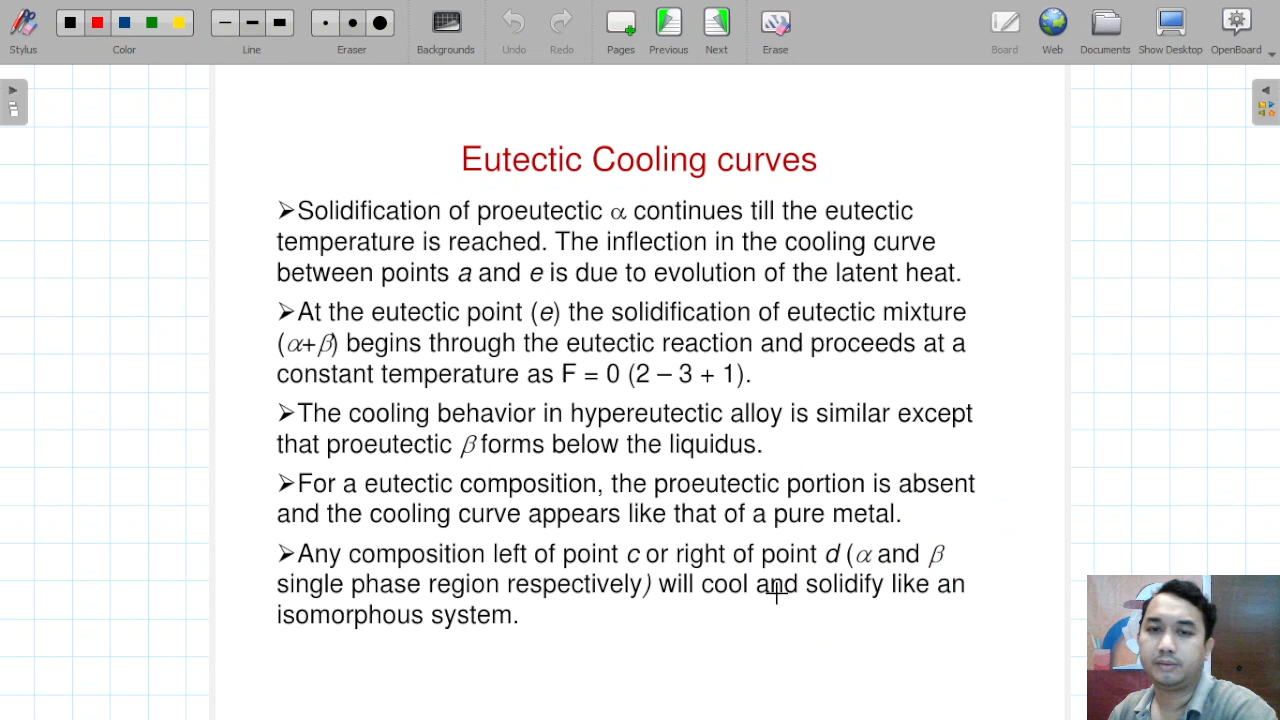 Stylus Color Line Eraser Backgrounds Undo Redo Pages Previous Next Erase Board Web Documents Show Desktop OpenBoard
Eutectic Cooling curves
➢Solidification of proeutectic α continues till the eutectic
temperature is reached. The inflection in the cooling curve
between points a and e is due to evolution of the latent heat.
➢At the eutectic point (e) the solidification of eutectic mixture
(α+β) begins through the eutectic reaction and proceeds at a
constant temperature as F = 0 (2 – 3 + 1).
➢The cooling behavior in hypereutectic alloy is similar except
that proeutectic β forms below the liquidus.
➢For a eutectic composition, the proeutectic portion is absent
and the cooling curve appears like that of a pure metal.
➢Any composition left of point c or right of point d (α and β
single phase region respectively) will cool and solidify like an
isomorphous system.